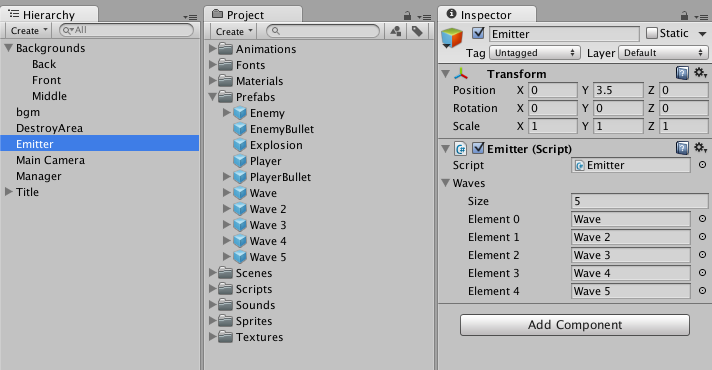 Hierarchy
Create
All
Backgrounds
Back
Front
Middle
bgm
DestroyArea
Emitter
Main Camera
Manager
Title
Project
Create
Animations
Fonts
Materials
Prefabs
Enemy
EnemyBullet
Explosion
Player
PlayerBullet
Wave
Wave 2
Wave 3
Wave 4
Wave 5
Scenes
Scripts
Sounds
Sprites
Textures
Inspector
Emitter Static
Tag Untagged Layer Default
Transform
Position X 0 Y 3.5 Z 0
Rotation X 0 Y 0 Z 0
Scale X 1 Y 1 Z 1
Emitter (Script)
Script Emitter
Waves
Size 5
Element 0 Wave
Element 1 Wave 2
Element 2 Wave 3
Element 3 Wave 4
Element 4 Wave 5
Add Component